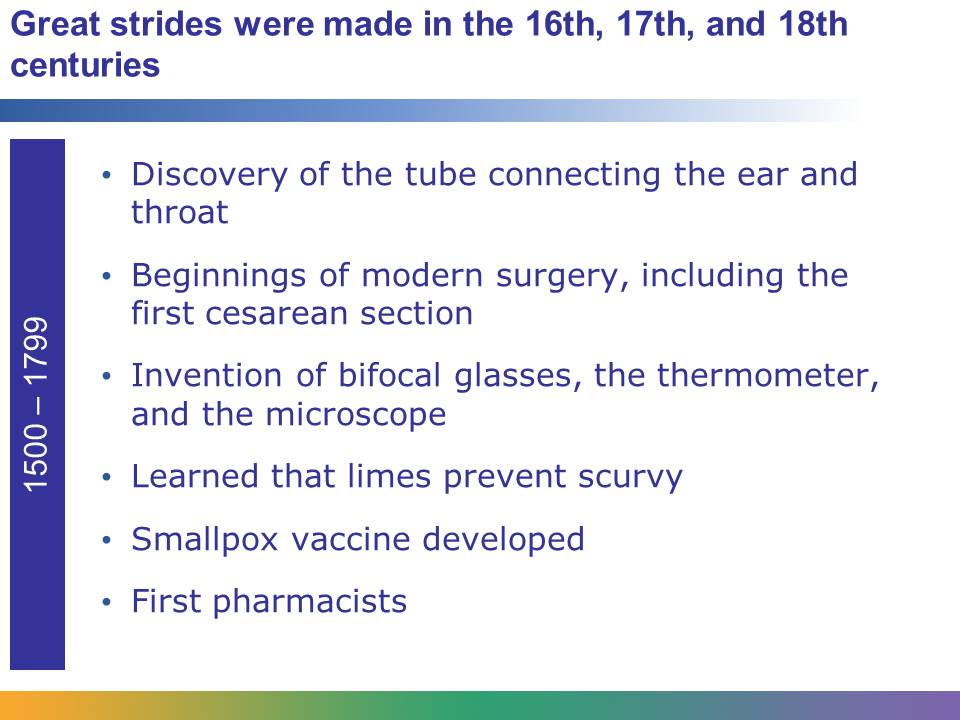 Great strides were made in the 16th, 17th, and 18th
centuries
1500 – 1799
• Discovery of the tube connecting the ear and
throat
• Beginnings of modern surgery, including the
first cesarean section
• Invention of bifocal glasses, the thermometer,
and the microscope
• Learned that limes prevent scurvy
• Smallpox vaccine developed
• First pharmacists